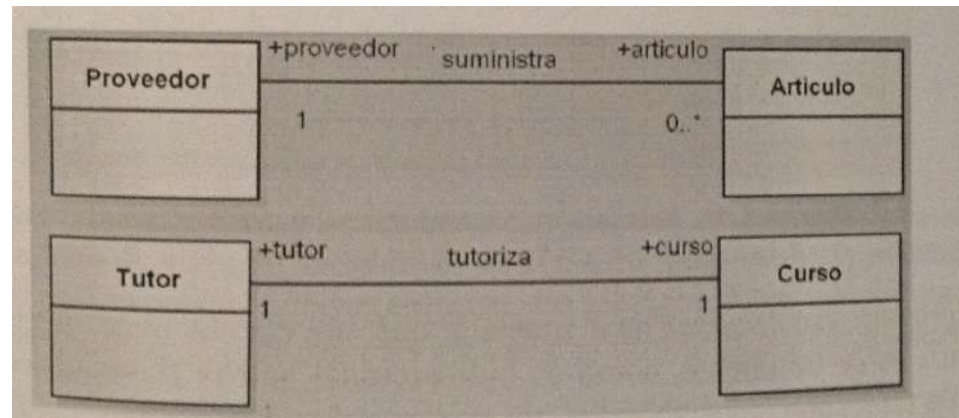 +proveedor suministra +articulo
Proveedor Articulo
1 0..*
+tutor tutoriza +curso
Tutor Curso
1 1